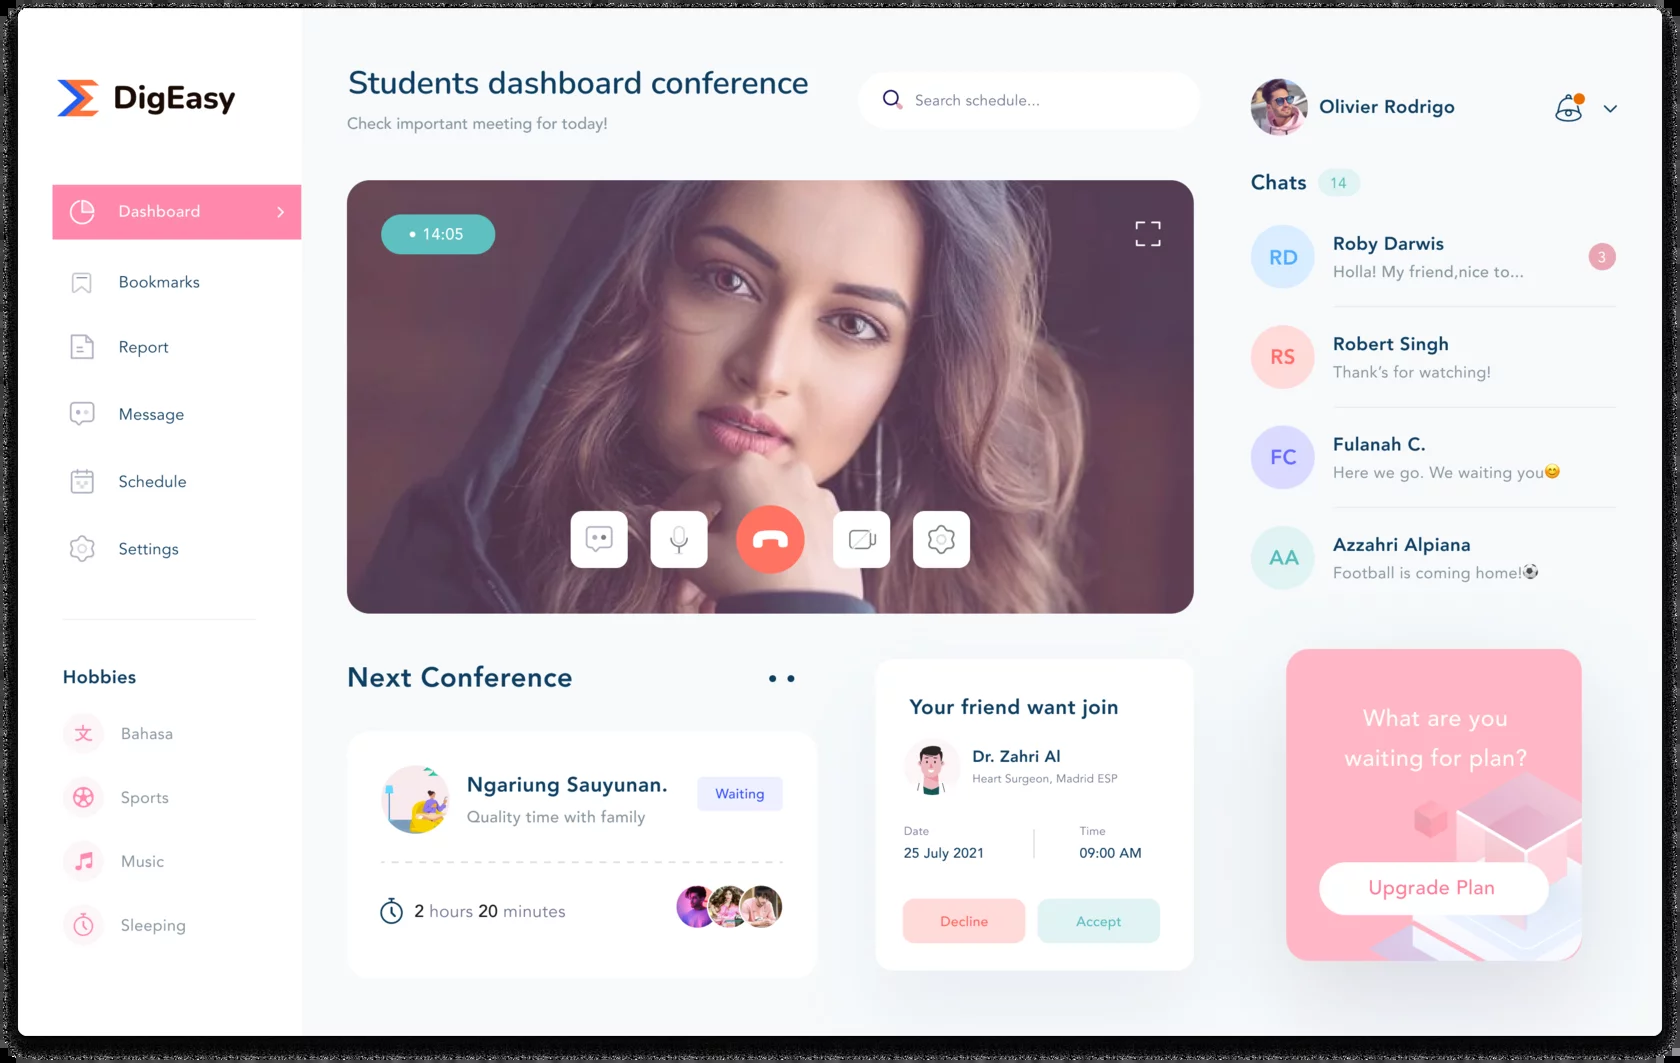 DigEasy
Dashboard
Bookmarks
Report
Message
Schedule
Settings
Hobbies
文 Bahasa
Sports
Music
Sleeping
Students dashboard conference
Check important meeting for today!
Search schedule...
14:05
Next Conference
Ngariung Sauyunan.
Quality time with family
Waiting
2 hours 20 minutes
Your friend want join
Dr. Zahri Al
Heart Surgeon, Madrid ESP
Date
25 July 2021
Time
09:00 AM
Decline
Accept
Olivier Rodrigo
Chats 14
RD
Roby Darwis
Holla! My friend,nice to...
3
RS
Robert Singh
Thank's for watching!
FC
Fulanah C.
Here we go. We waiting you😊
AA
Azzahri Alpiana
Football is coming home!⚽
What are you
waiting for plan?
Upgrade Plan